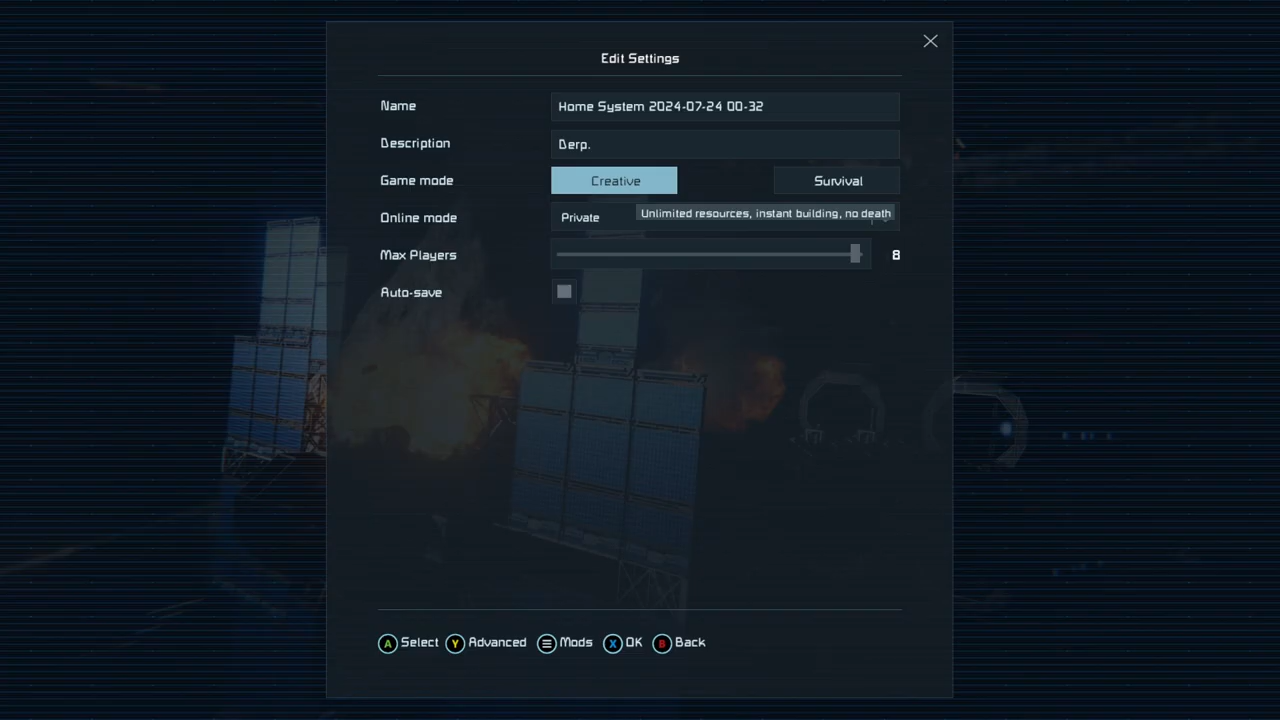 Edit Settings
Name
Home System 2024-07-24 00-32
Description
Derp.
Game mode
Creative
Survival
Online mode
Private
Unlimited resources, instant building, no death
Max Players
8
Auto-save
A Select Y Advanced Mods X OK B Back